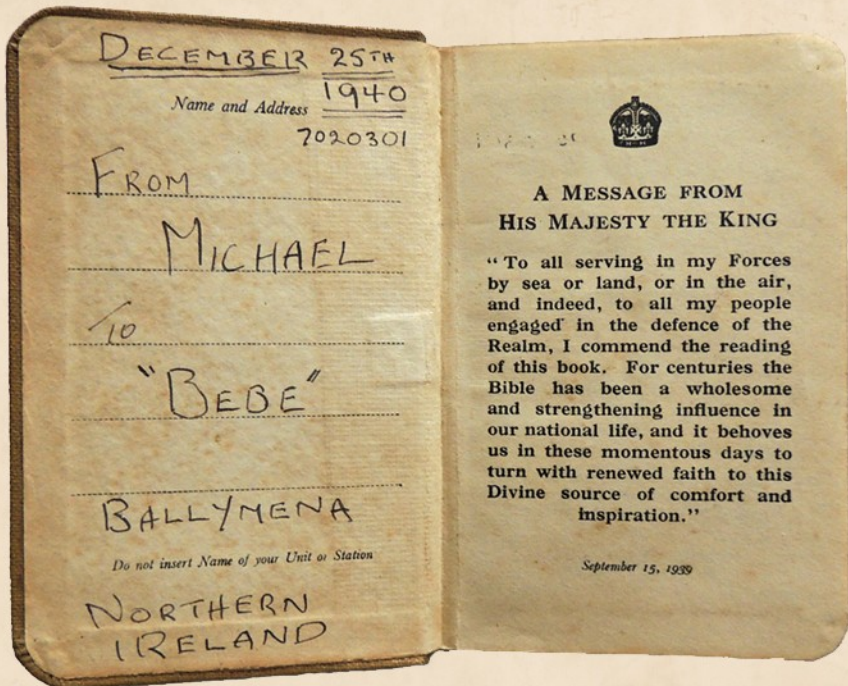 DECEMBER 25TH
1940
Name and Address
7020301
FROM
MICHAEL
TO
"BEBE"
BALLYMENA
Do not insert Name of your Unit or Station
NORTHERN
IRELAND
A MESSAGE FROM
HIS MAJESTY THE KING
“To all serving in my Forces
by sea or land, or in the air,
and indeed, to all my people
engaged in the defence of the
Realm, I commend the reading
of this book. For centuries the
Bible has been a wholesome
and strengthening influence in
our national life, and it behoves
us in these momentous days to
turn with renewed faith to this
Divine source of comfort and
inspiration.”
September 15, 1939